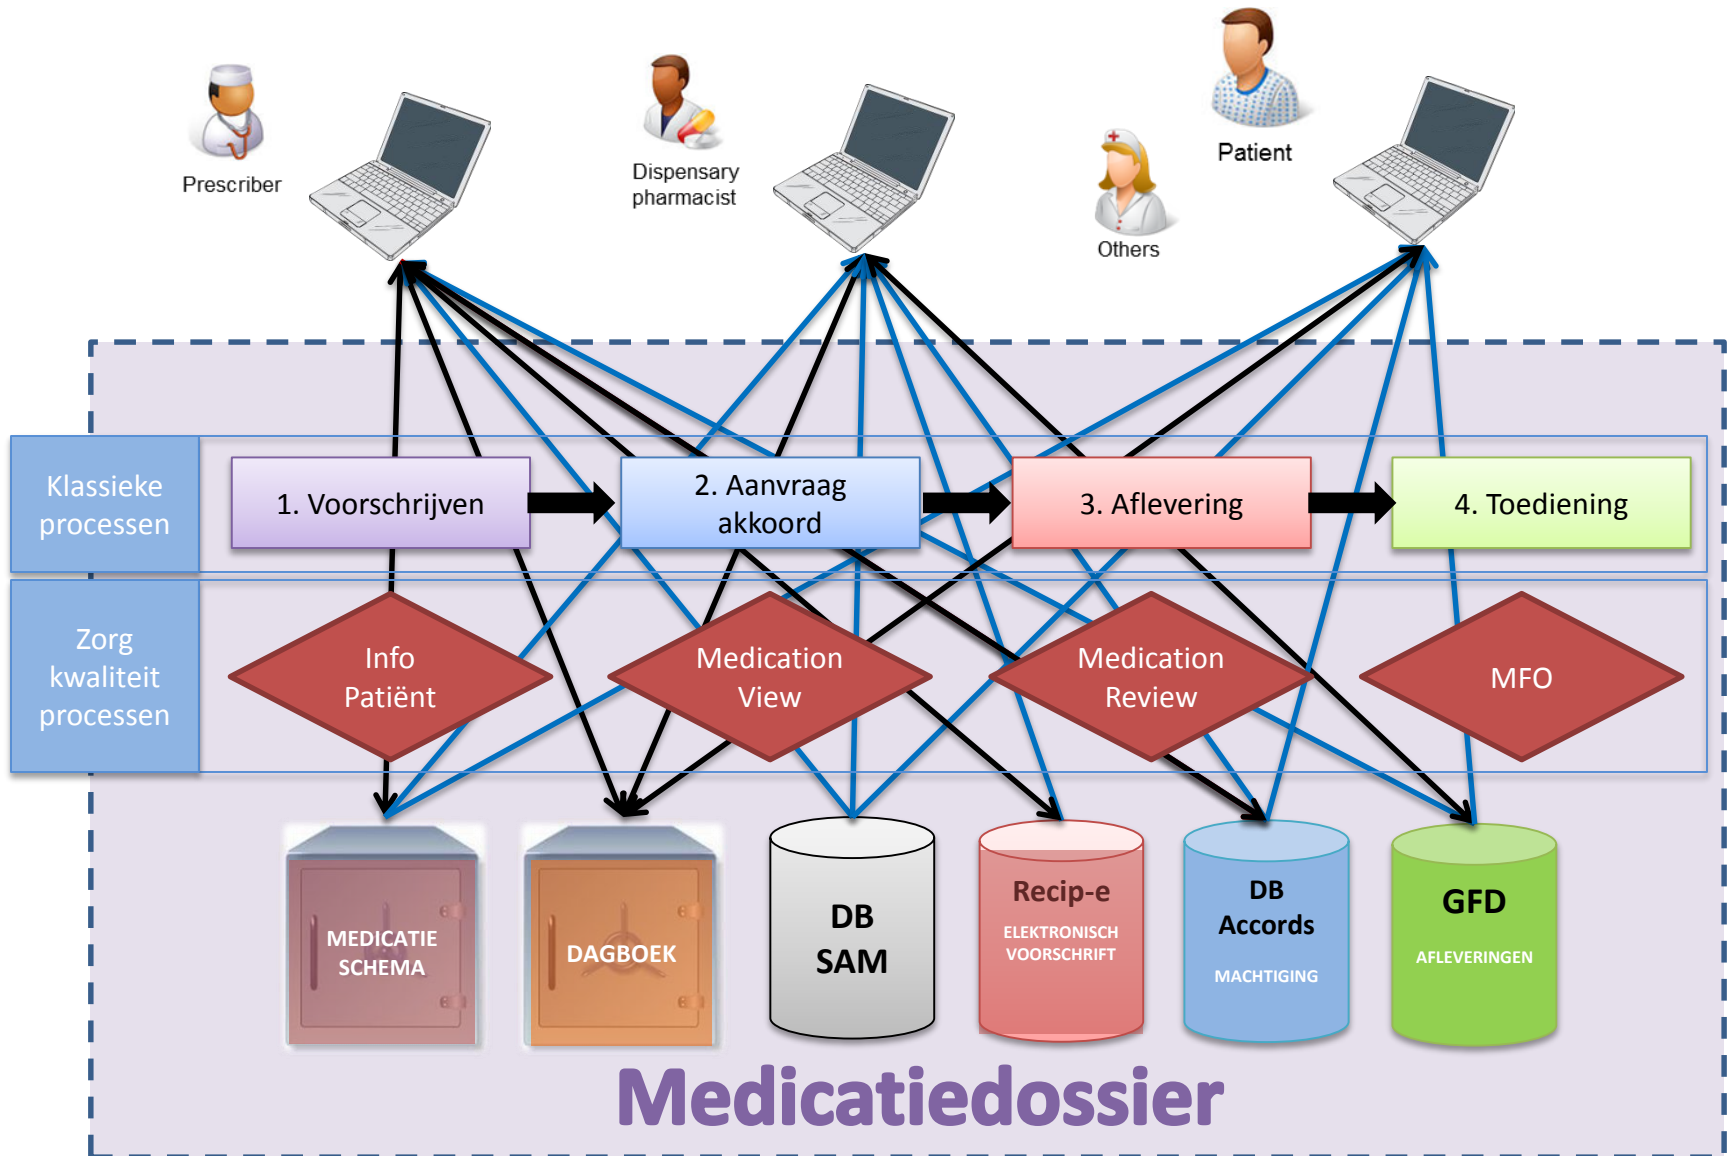 Prescriber
Dispensary
pharmacist
Others
Patient
Klassieke
processen
1. Voorschrijven
2. Aanvraag
akkoord
3. Aflevering
4. Toediening
Zorg
kwaliteit
processen
Info
Patiënt
Medication
View
Medication
Review
MFO
MEDICATIE
SCHEMA
DAGBOEK
DB
SAM
Recip-e
ELEKTRONISCH
VOORSCHRIFT
DB
Accords
MACHTIGING
GFD
AFLEVERINGEN
Medicatiedossier